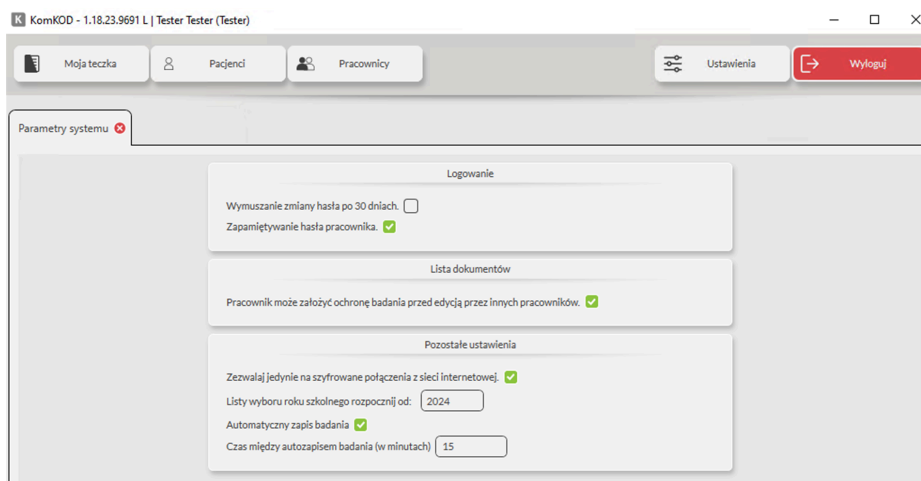 K KomKOD - 1.18.23.9691 L | Tester Tester (Tester)
Moja teczka Pacjenci Pracownicy Ustawienia Wyloguj
Parametry systemu
Logowanie
Wymuszanie zmiany hasła po 30 dniach.
Zapamiętywanie hasła pracownika.
Lista dokumentów
Pracownik może założyć ochronę badania przed edycją przez innych pracowników.
Pozostałe ustawienia
Zezwalaj jedynie na szyfrowane połączenia z sieci internetowej.
Listy wyboru roku szkolnego rozpocznij od: 2024
Automatyczny zapis badania
Czas między autozapisem badania (w minutach) 15